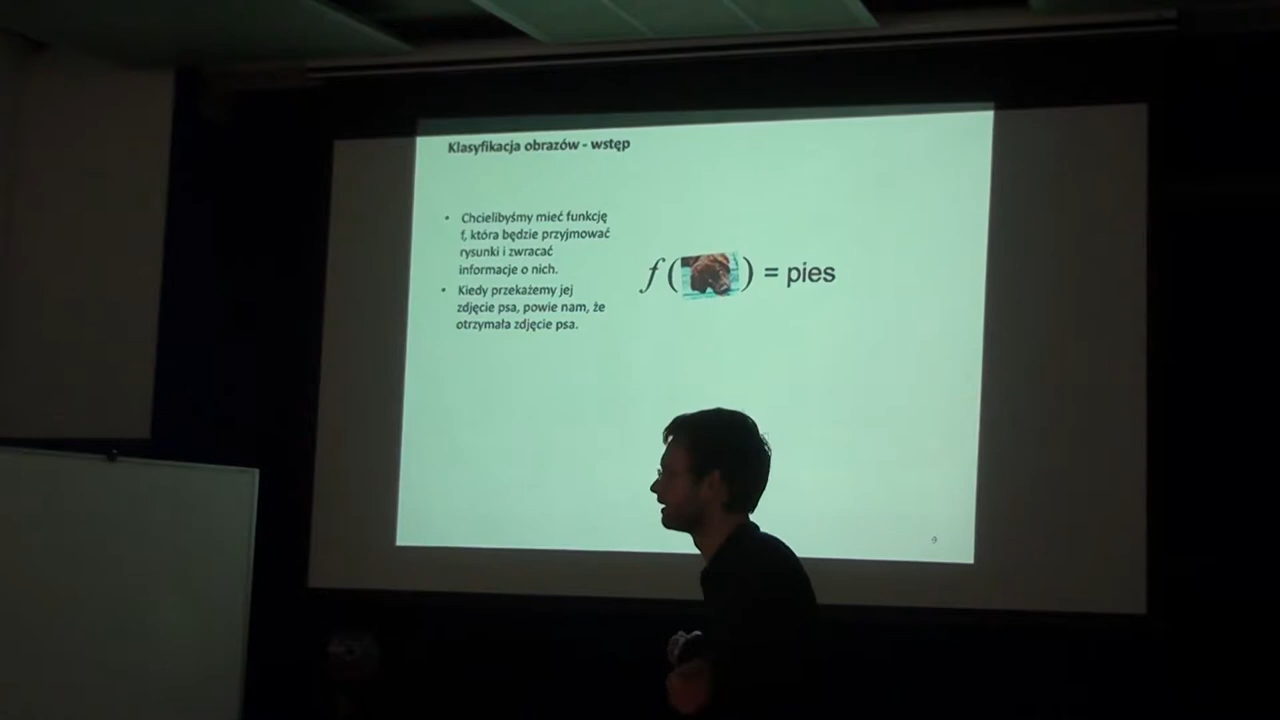 Klasyfikacja obrazów - wstęp
• Chcielibyśmy mieć funkcję
f, która będzie przyjmować
rysunki i zwracać
informacje o nich.
• Kiedy przekażemy jej
zdjęcie psa, powie nam, że
otrzymała zdjęcie psa.
f ( ) = pies
9